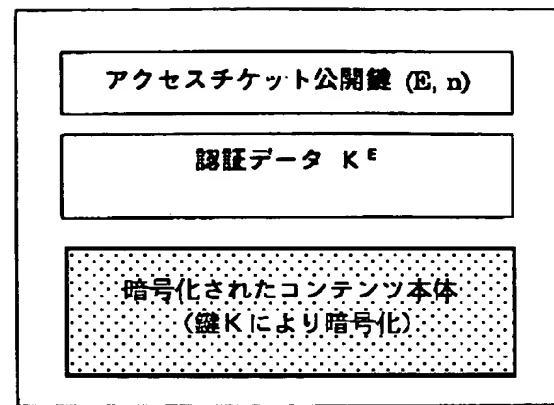 アクセスチケット公開鍵 (E, n)
認証データ K^E
暗号化されたコンテンツ本体
（鍵Kにより暗号化）